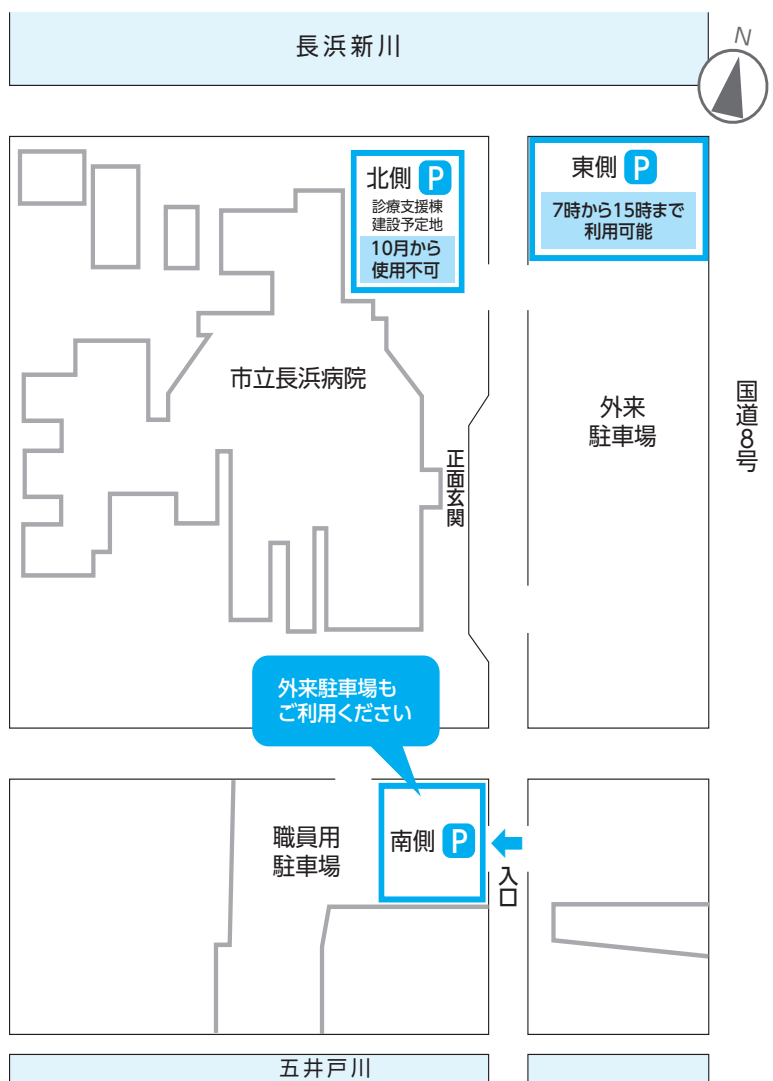 長浜新川
N
北側 P
診療支援棟
建設予定地
10月から
使用不可
東側 P
7時から15時まで
利用可能
市立長浜病院
外来
駐車場
国道8号
正面玄関
外来駐車場も
ご利用ください
職員用
駐車場
南側 P
入口
五井戸川